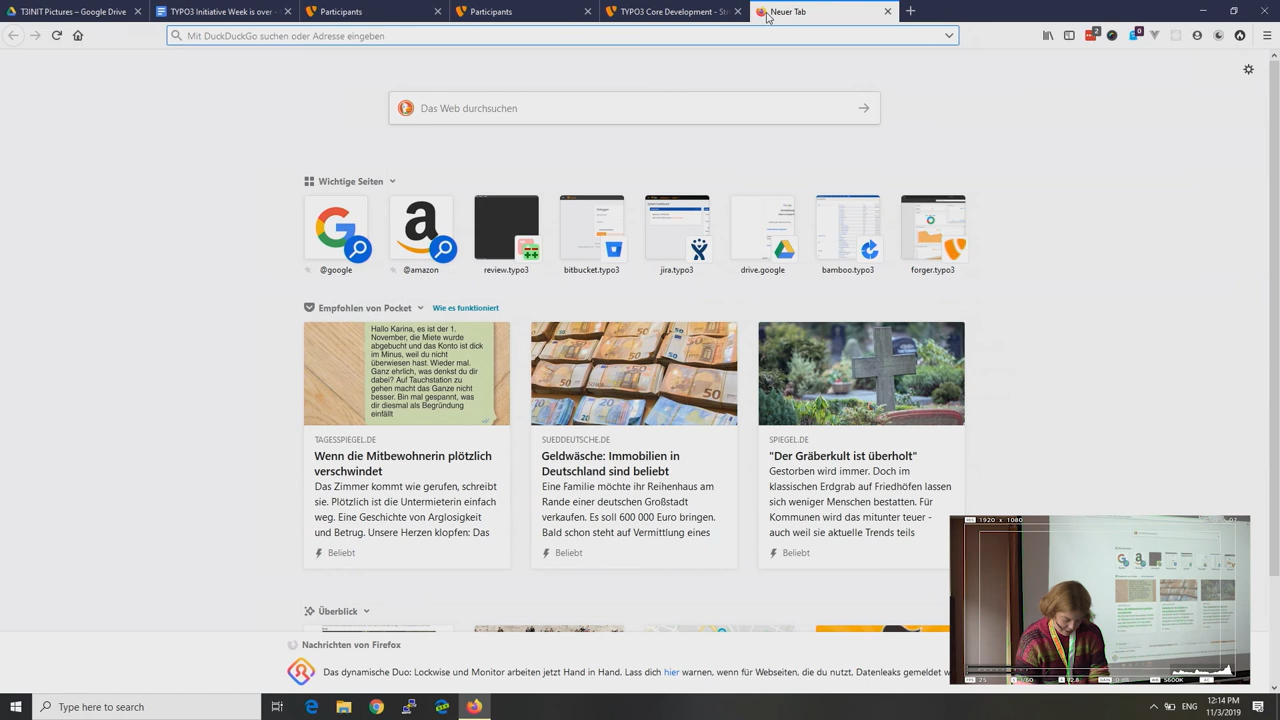 T3INIT Pictures – Google Drive
TYPO3 Initiative Week is over -
Participants
Participants
TYPO3 Core Development - St
Neuer Tab
Mit DuckDuckGo suchen oder Adresse eingeben
2
0
Das Web durchsuchen
Wichtige Seiten
@google
@amazon
review.typo3
bitbucket.typo3
jira.typo3
drive.google
bamboo.typo3
forger.typo3
Empfohlen von Pocket
Wie es funktioniert
Hallo Karina, es ist der 1.
November, die Miete wurde
abgebucht und das Konto ist dick
im Minus, weil du nicht
überwiesen hast. Wieder mal.
Ganz ehrlich, was denkst du dir
dabei? Auf Tauchstation zu
gehen macht das Ganze nicht
besser. Bin mal gespannt, was
dir diesmal als Begründung
einfällt
TAGESSPIEGEL.DE
Wenn die Mitbewohnerin plötzlich
verschwindet
Das Zimmer kommt wie gerufen, schreibt
sie. Plötzlich ist die Untermieterin einfach
weg. Eine Geschichte von Arglosigkeit
und Betrug. Unsere Herzen klopfen: Das
Beliebt
SUEDDEUTSCHE.DE
Geldwäsche: Immobilien in
Deutschland sind beliebt
Eine Familie möchte ihr Reihenhaus am
Rande einer deutschen Großstadt
verkaufen. Es soll 600 000 Euro bringen.
Bald schon steht auf Vermittlung eines
Beliebt
SPIEGEL.DE
"Der Gräberkult ist überholt"
Gestorben wird immer. Doch im
klassischen Erdgrab auf Friedhöfen lassen
sich weniger Menschen bestatten. Für
Kommunen wird das mitunter teuer -
auch weil sie aktuelle Trends teils
Beliebt
Überblick
Nachrichten von Firefox
Das dynamische Duo: Lockwise und Monitor arbeiten jetzt Hand in Hand. Lass dich hier warnen, wenn für Webseiten, die du nutzt, Datenleaks gemeldet w
1920 x 1080
5600K
Type here to search
ENG
12:14 PM
11/3/2019